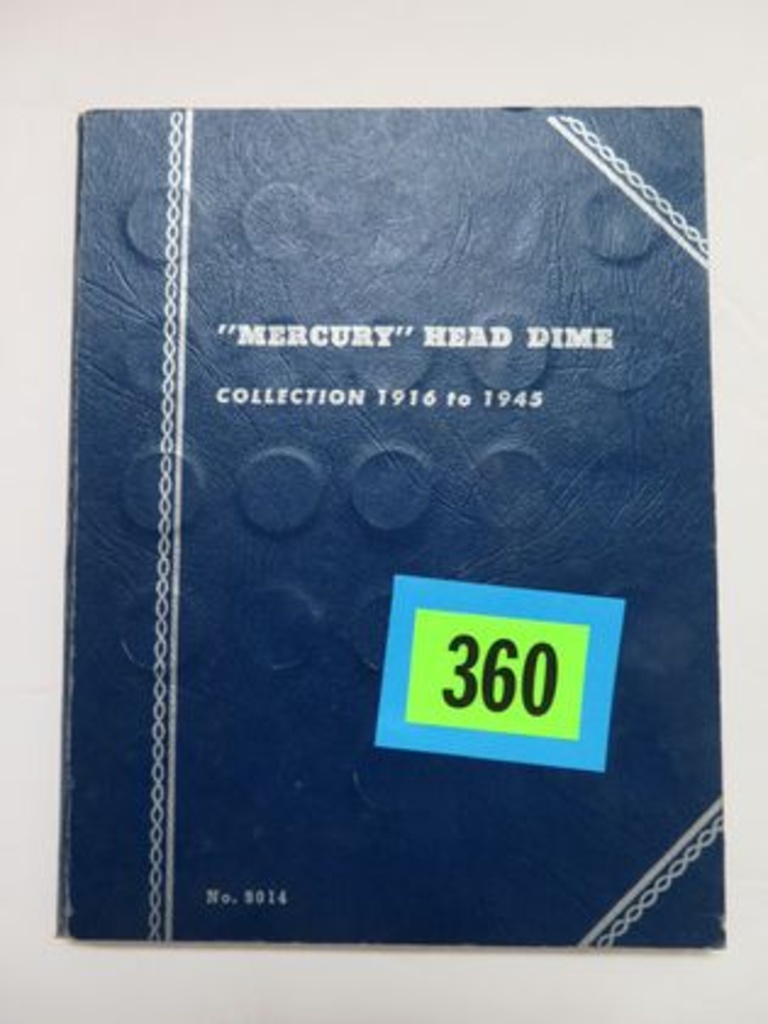 "MERCURY" HEAD DIME
COLLECTION 1916 to 1945
360
No. 9014